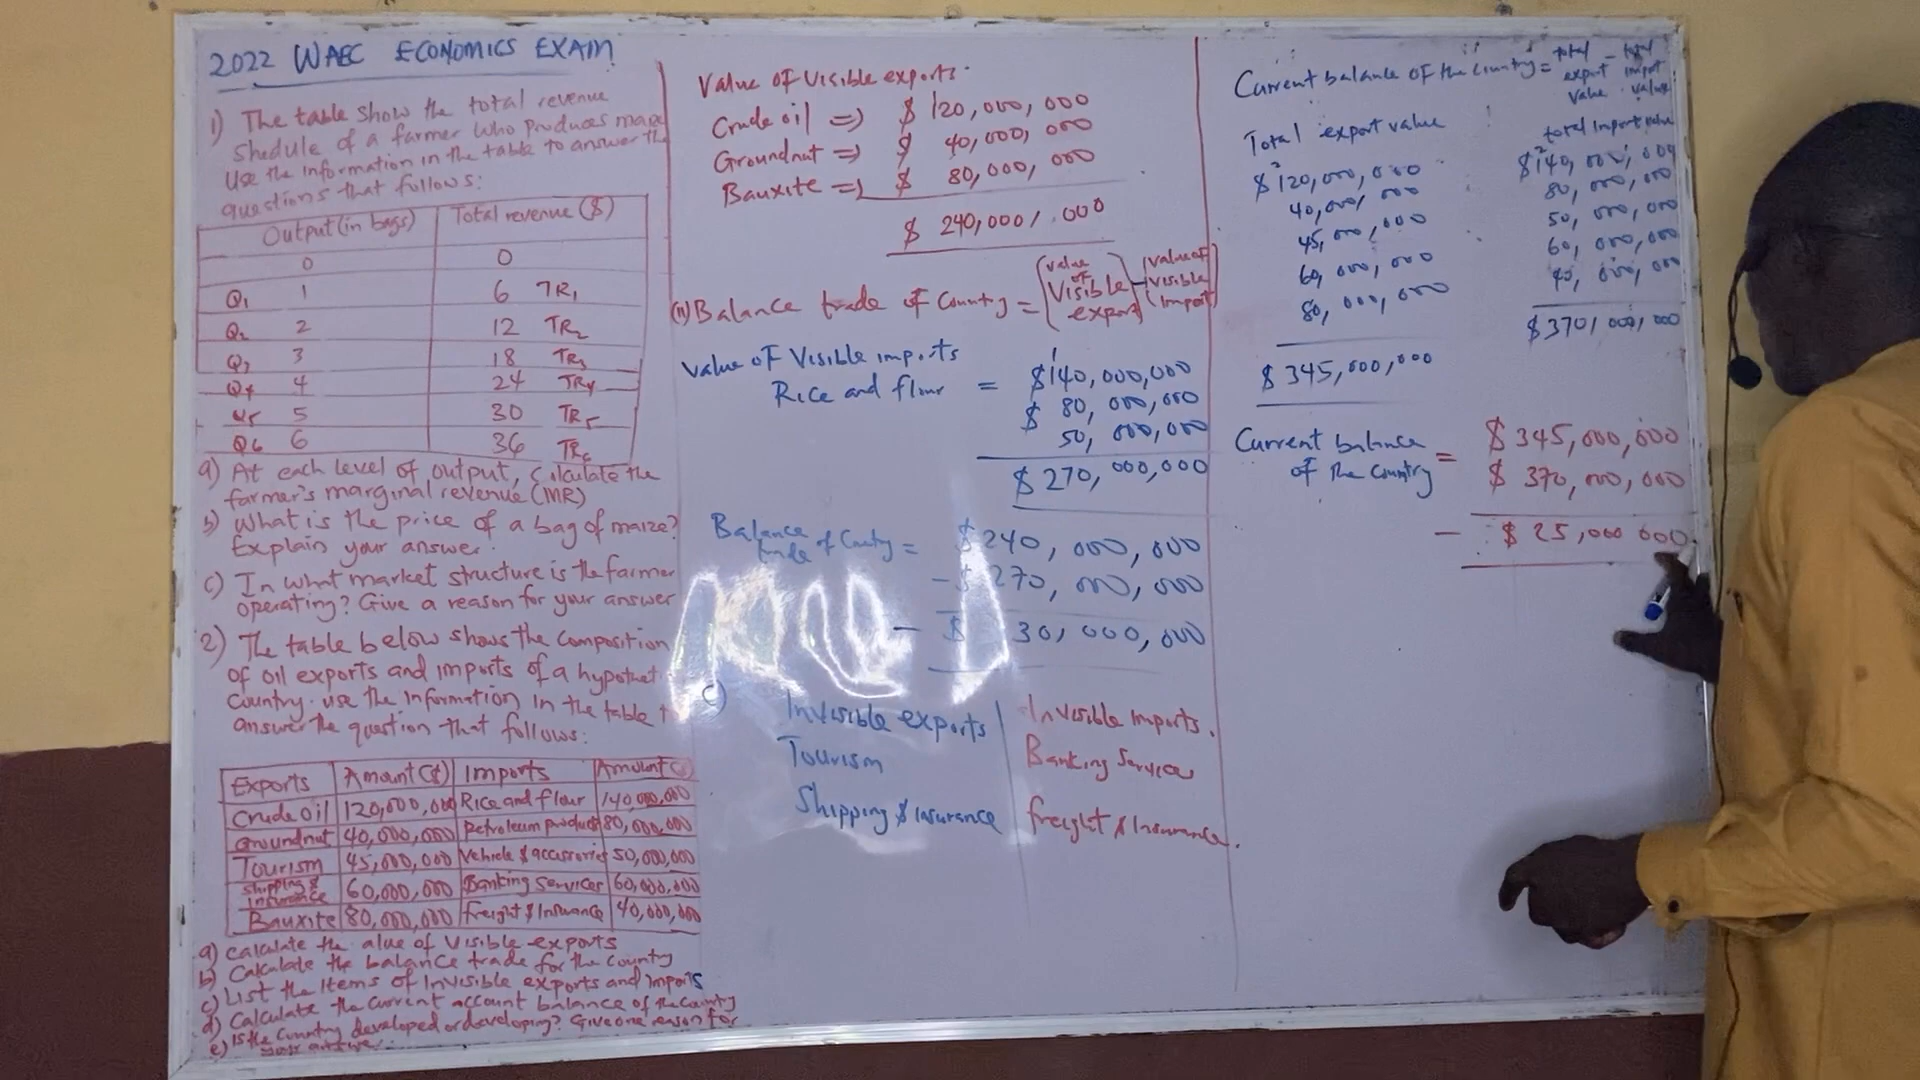 2022 WAEC ECONOMICS EXAM
1) The table show the total revenue
shedule of a farmer who produces maize
use the information in the table to answer the
questions that follows:
Output (in bags) Total revenue ($)
0 0
Q1 1 6 TR1
Q2 2 12 TR2
Q3 3 18 TR3
Q4 4 24 TR4
Q5 5 30 TR5
Q6 6 36 TR6
a) At each level of output, calculate the
farmer's marginal revenue (MR)
b) What is the price of a bag of maize?
Explain your answer.
c) In what market structure is the farmer
operating? Give a reason for your answer
2) The table below shows the composition
of oil exports and imports of a hypothet
country. use the information in the table t
answer the question that follows:
Exports Amount ($) Imports Amount ($)
Crude oil 120,000,000 Rice and flour 140,000,000
Groundnut 40,000,000 Petroleum product 80,000,000
Tourism 45,000,000 Vehicle & accessories 50,000,000
Shipping & insurance 60,000,000 Banking services 60,000,000
Bauxite 80,000,000 Freight & Insurance 40,000,000
a) calculate the alue of visible exports
b) Calculate the balance trade for the country
c) List the items of invisible exports and imports
d) Calculate the current account balance of the country
e) Is the country developed or developing? Give one reason for
your answer.
Value of Visible exports.
Crude oil => $ 120,000,000
Groundnut => $ 40,000,000
Bauxite => $ 80,000,000
$ 240,000,000
(ii) Balance trade of Country = (value of Visible export) - (value of visible import)
Value of Visible imports
Rice and flour = $140,000,000
$ 80,000,000
50,000,000
$ 270,000,000
Balance trade of Country = $240,000,000
- $270,000,000
- $ 30,000,000
c)
Invisible exports Invisible imports.
Tourism Banking Services
Shipping & Insurance freight & Insurance.
Current balance of the country = total export value - total import value
Total export value total import value
$120,000,000 $140,000,000
40,000,000 80,000,000
45,000,000 50,000,000
60,000,000 60,000,000
80,000,000 40,000,000
$ 345,000,000 $370,000,000
Current balance of the country = $ 345,000,000
$ 370,000,000
- $ 25,000 000